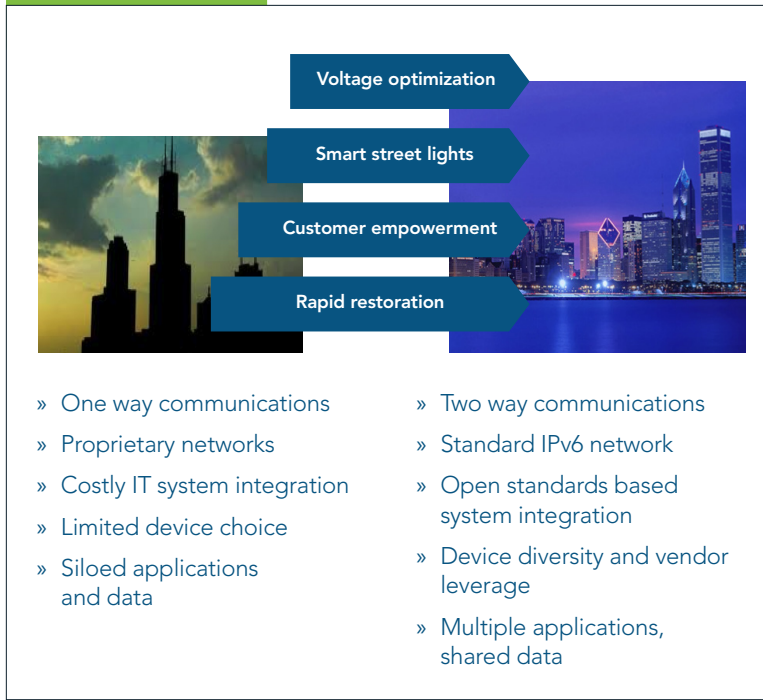 Voltage optimization
Smart street lights
Customer empowerment
Rapid restoration
» One way communications
» Proprietary networks
» Costly IT system integration
» Limited device choice
» Siloed applications
and data
» Two way communications
» Standard IPv6 network
» Open standards based
system integration
» Device diversity and vendor
leverage
» Multiple applications,
shared data